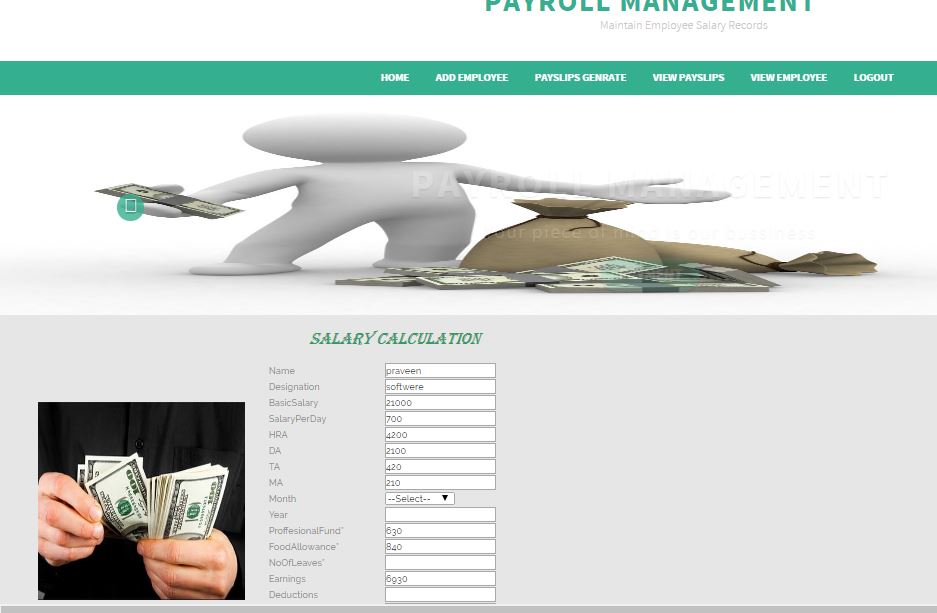 PAYROLL MANAGEMENT
Maintain Employee Salary Records
HOME ADD EMPLOYEE PAYSLIPS GENRATE VIEW PAYSLIPS VIEW EMPLOYEE LOGOUT
PAYROLL MANAGEMENT
our piece of mind is our bussiness
SALARY CALCULATION
Name praveen
Designation softwere
BasicSalary 21000
SalaryPerDay 700
HRA 4200
DA 2100
TA 420
MA 210
Month --Select--
Year
ProffesionalFund* 630
FoodAllowance* 840
NoOfLeaves*
Earnings 6930
Deductions